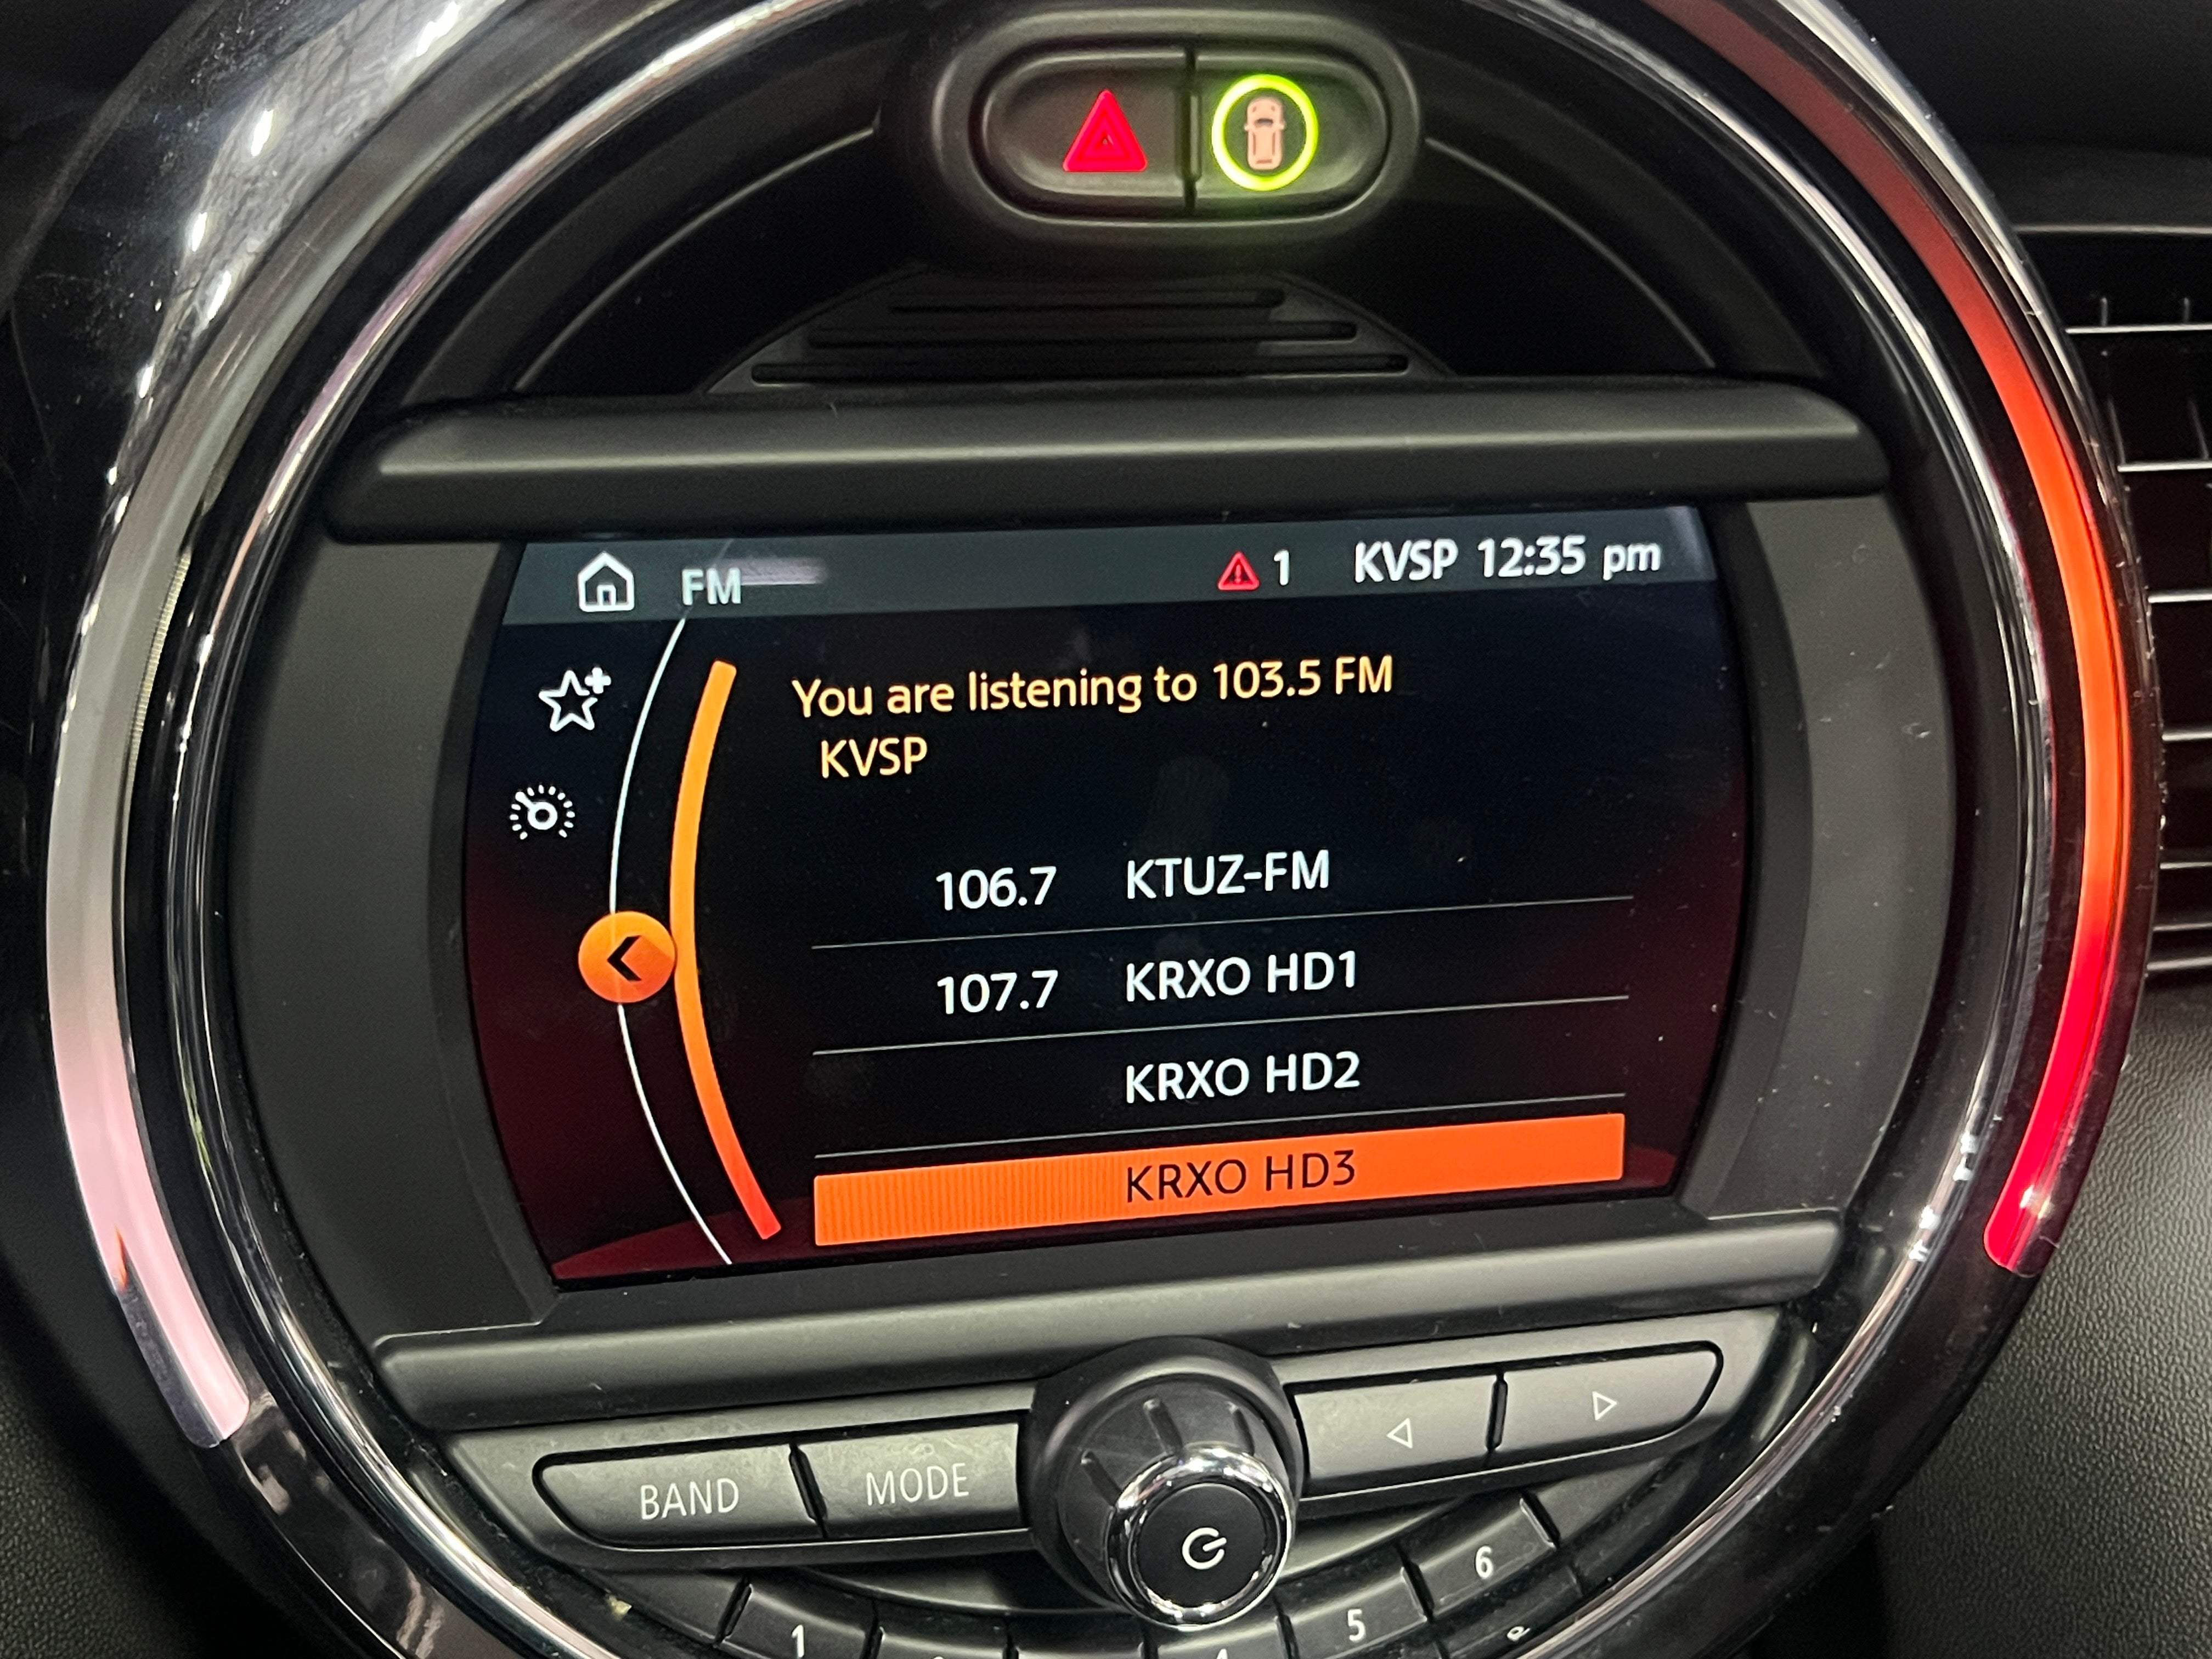 FM 1 KVSP 12:35 pm
You are listening to 103.5 FM
KVSP
106.7 KTUZ-FM
107.7 KRXO HD1
KRXO HD2
KRXO HD3
BAND MODE
1 4 5 6